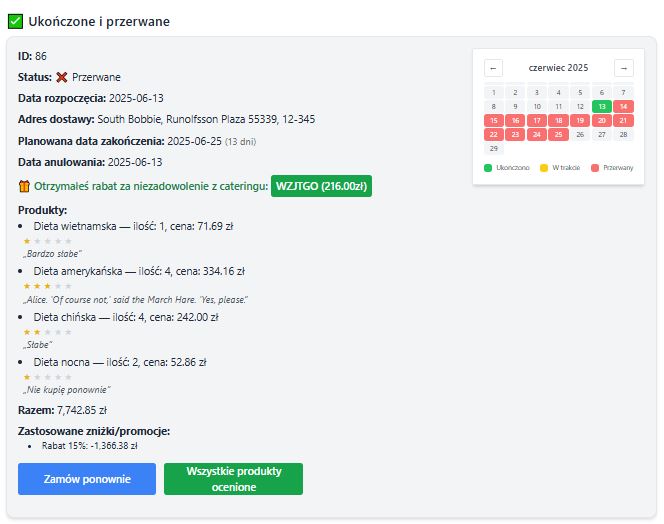 ✅ Ukończone i przerwane
ID: 86
Status: ❌ Przerwane
Data rozpoczęcia: 2025-06-13
Adres dostawy: South Bobbie, Runolfsson Plaza 55339, 12-345
Planowana data zakończenia: 2025-06-25 (13 dni)
Data anulowania: 2025-06-13
🎁 Otrzymałeś rabat za niezadowolenie z cateringu: WZJTGO (216.00zł)
Produkty:
• Dieta wietnamska — ilość: 1, cena: 71.69 zł
★★★★★
„Bardzo słabe”
• Dieta amerykańska — ilość: 4, cena: 334.16 zł
★★★★★
„Alice. 'Of course not,' said the March Hare. 'Yes, please.”
• Dieta chińska — ilość: 4, cena: 242.00 zł
★★★★★
„Słabe”
• Dieta nocna — ilość: 2, cena: 52.86 zł
★★★★★
„Nie kupię ponownie”
Razem: 7,742.85 zł
Zastosowane zniżki/promocje:
• Rabat 15%: -1,366.38 zł
Zamów ponownie
Wszystkie produkty
ocenione
← czerwiec 2025 →
1 2 3 4 5 6 7
8 9 10 11 12 13 14
15 16 17 18 19 20 21
22 23 24 25 26 27 28
29
Ukończono W trakcie Przerwany